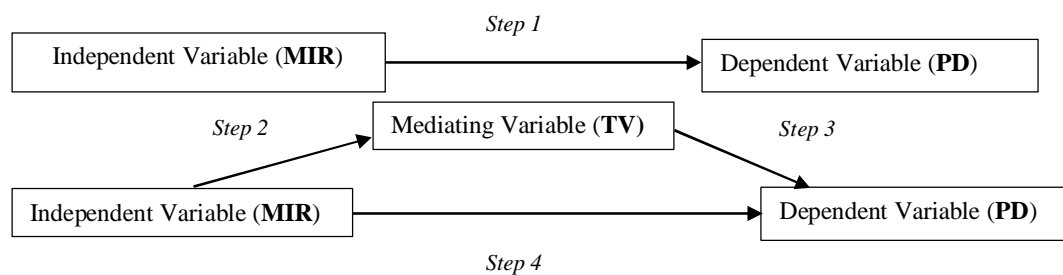 Step 1
Independent Variable (MIR)
Dependent Variable (PD)
Step 2
Mediating Variable (TV)
Step 3
Independent Variable (MIR)
Dependent Variable (PD)
Step 4